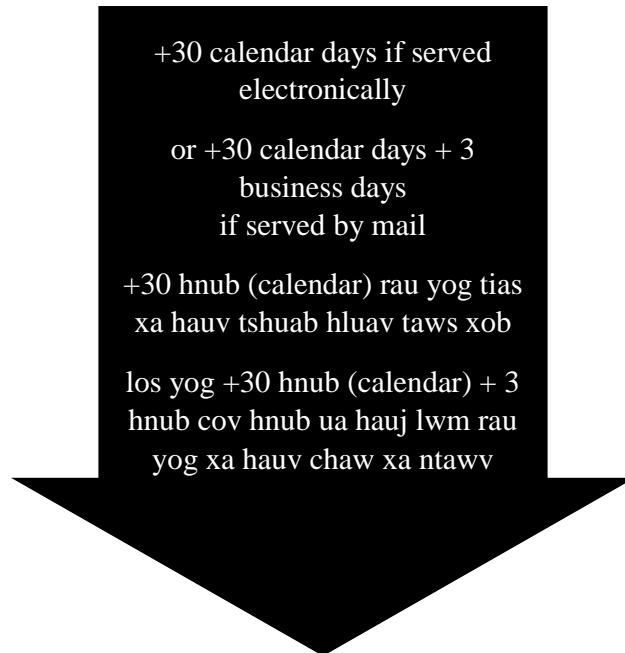 +30 calendar days if served
electronically
or +30 calendar days + 3
business days
if served by mail
+30 hnub (calendar) rau yog tias
xa hauv tshuab hluav taws xob
los yog +30 hnub (calendar) + 3
hnub cov hnub ua hauj lwm rau
yog xa hauv chaw xa ntawv